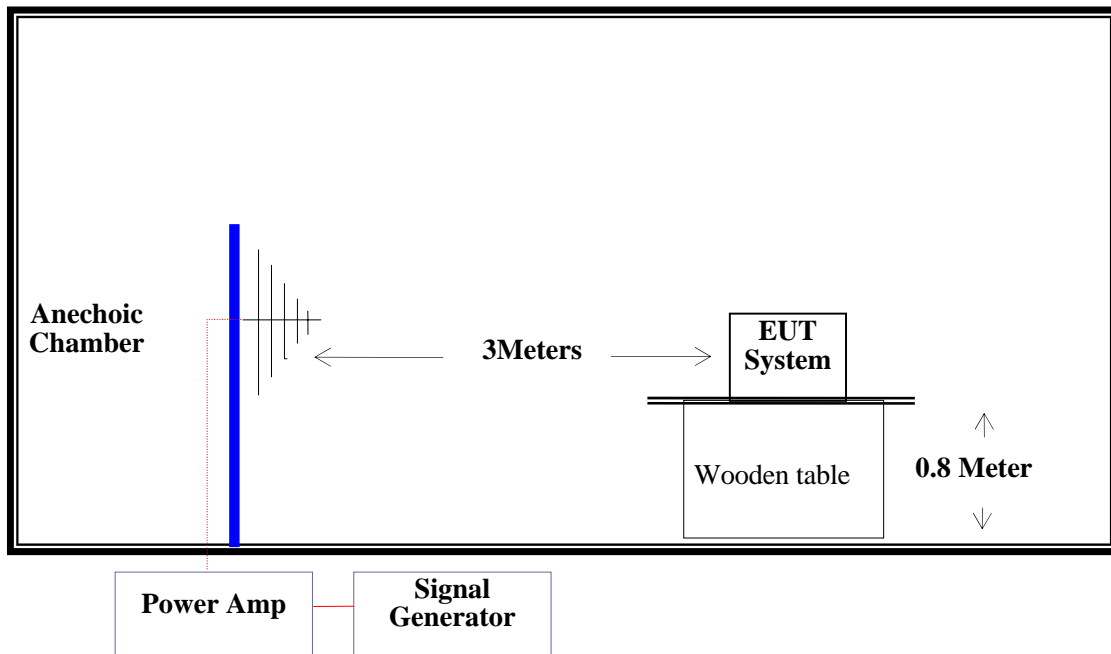 Anechoic
Chamber
3Meters
EUT
System
Wooden table
0.8 Meter
Power Amp
Signal
Generator